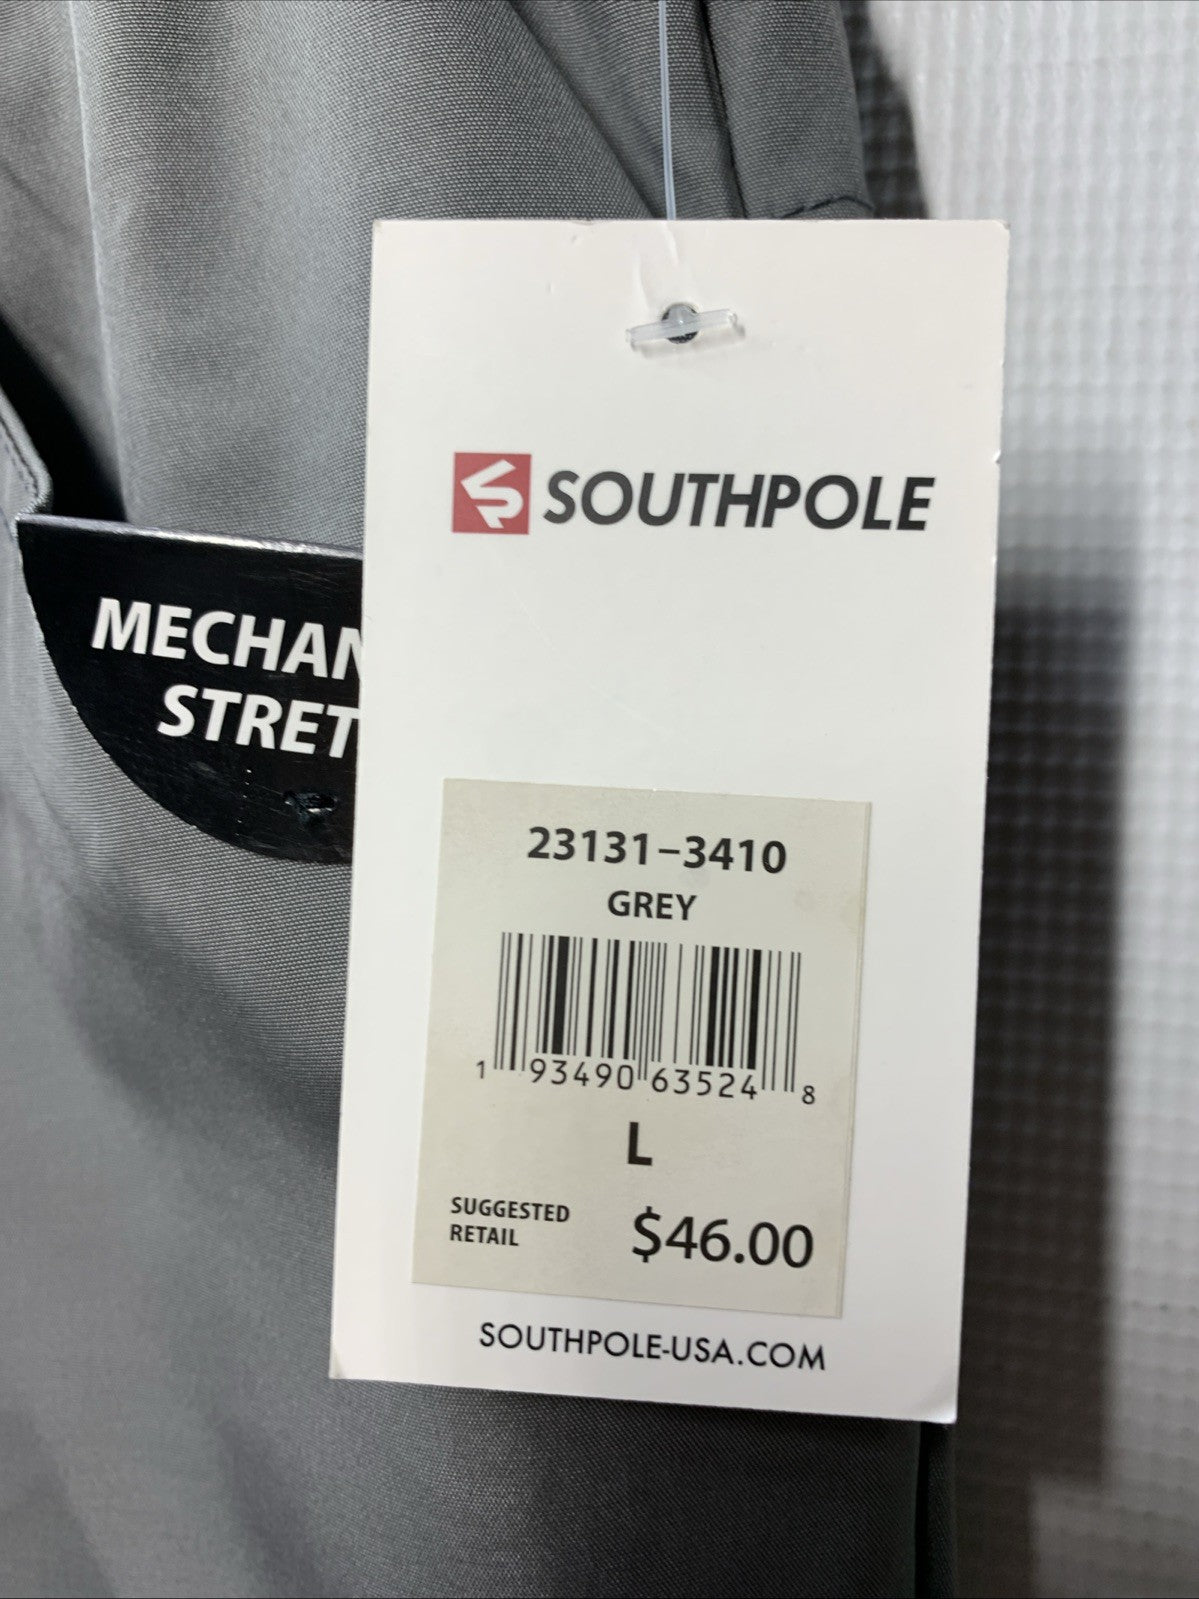 SOUTHPOLE
MECHAN
STRET
23131-3410
GREY
1 93490 63524 8
L
SUGGESTED
RETAIL
$46.00
SOUTHPOLE-USA.COM